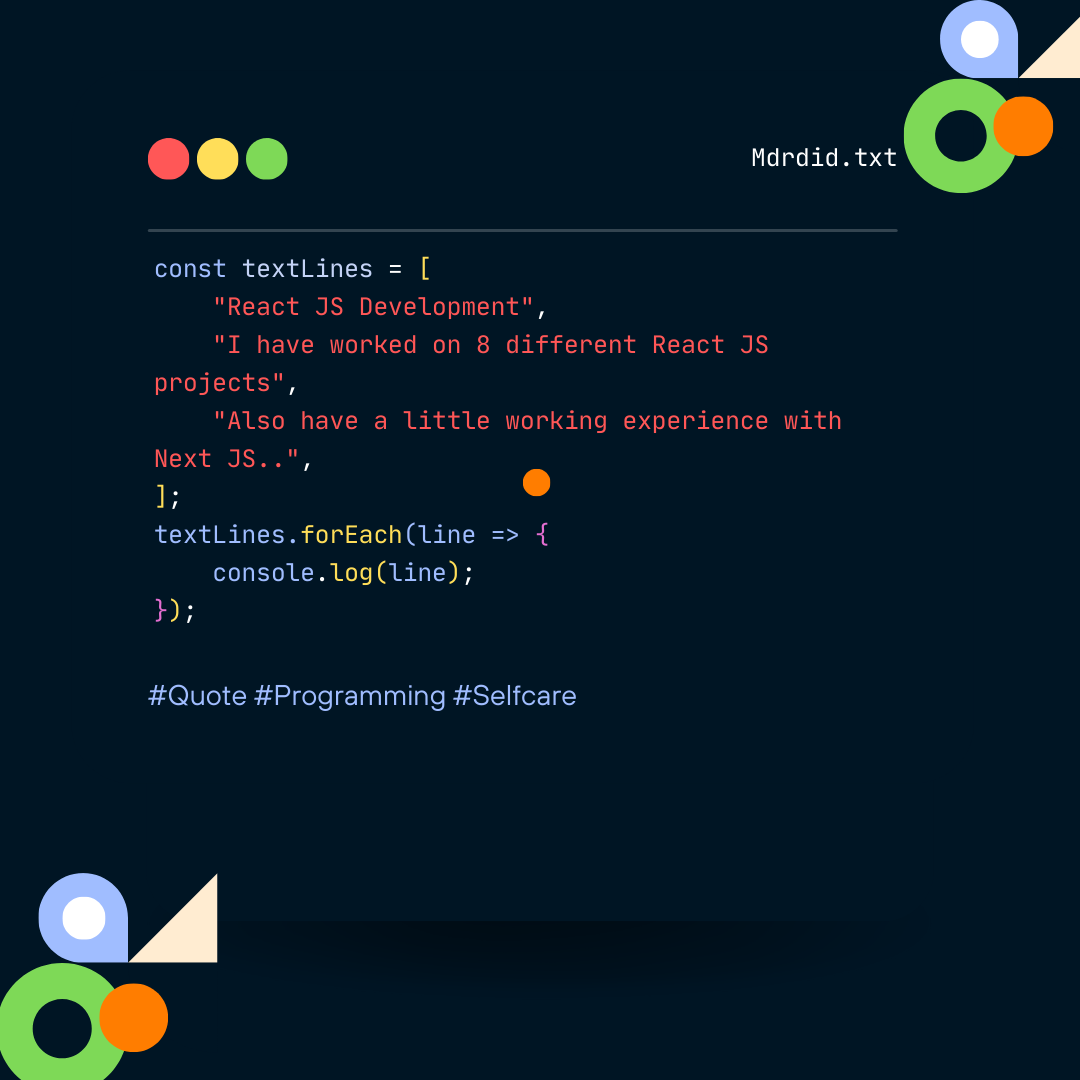 Mdrdid.txt
const textLines = [
    "React JS Development",
    "I have worked on 8 different React JS
projects",
    "Also have a little working experience with
Next JS..",
];
textLines.forEach(line => {
    console.log(line);
});
#Quote #Programming #Selfcare